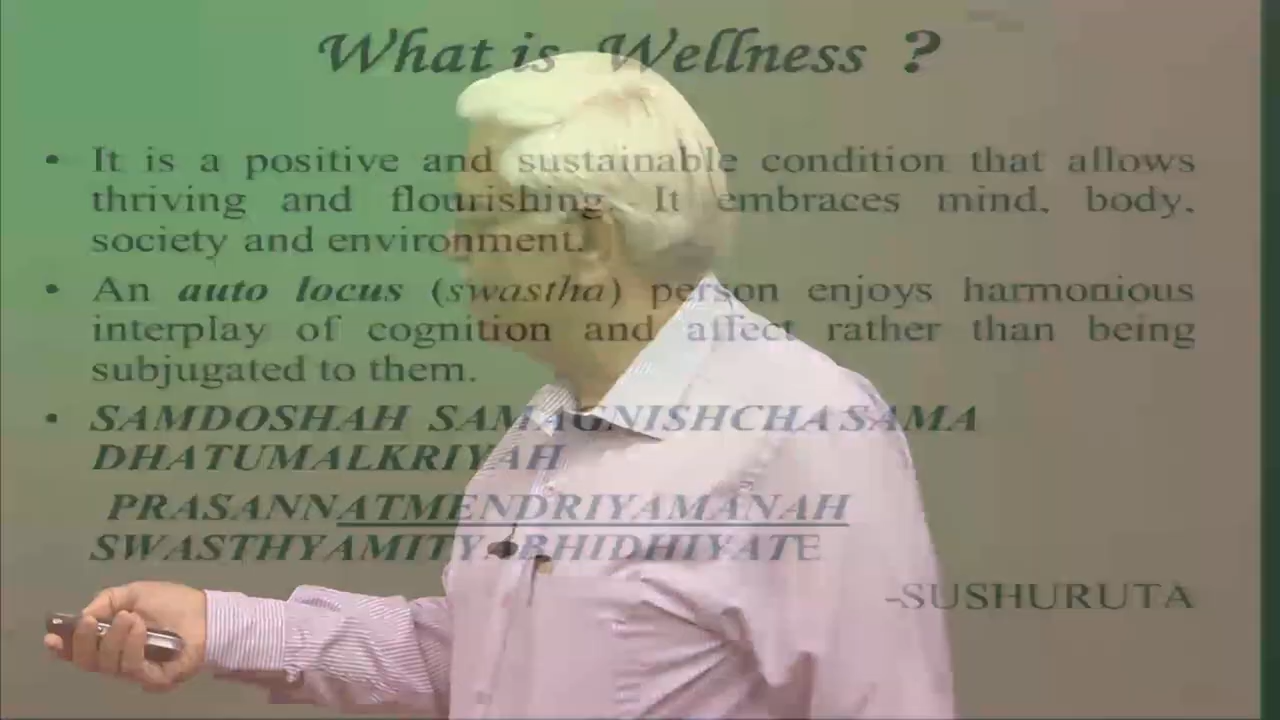 What is Wellness ?
• It is a positive and sustainable condition that allows
thriving and flourishing. It embraces mind, body,
society and environment.
• An auto locus (swastha) person enjoys harmonious
interplay of cognition and affect rather than being
subjugated to them.
• SAMDOSHAH SAMAGNISHCHA SAMA
DHATUMALKRIYAH
PRASANNATMENDRIYAMANAH
SWASTHYAMITY BHIDHIYATE
-SUSHURUTA